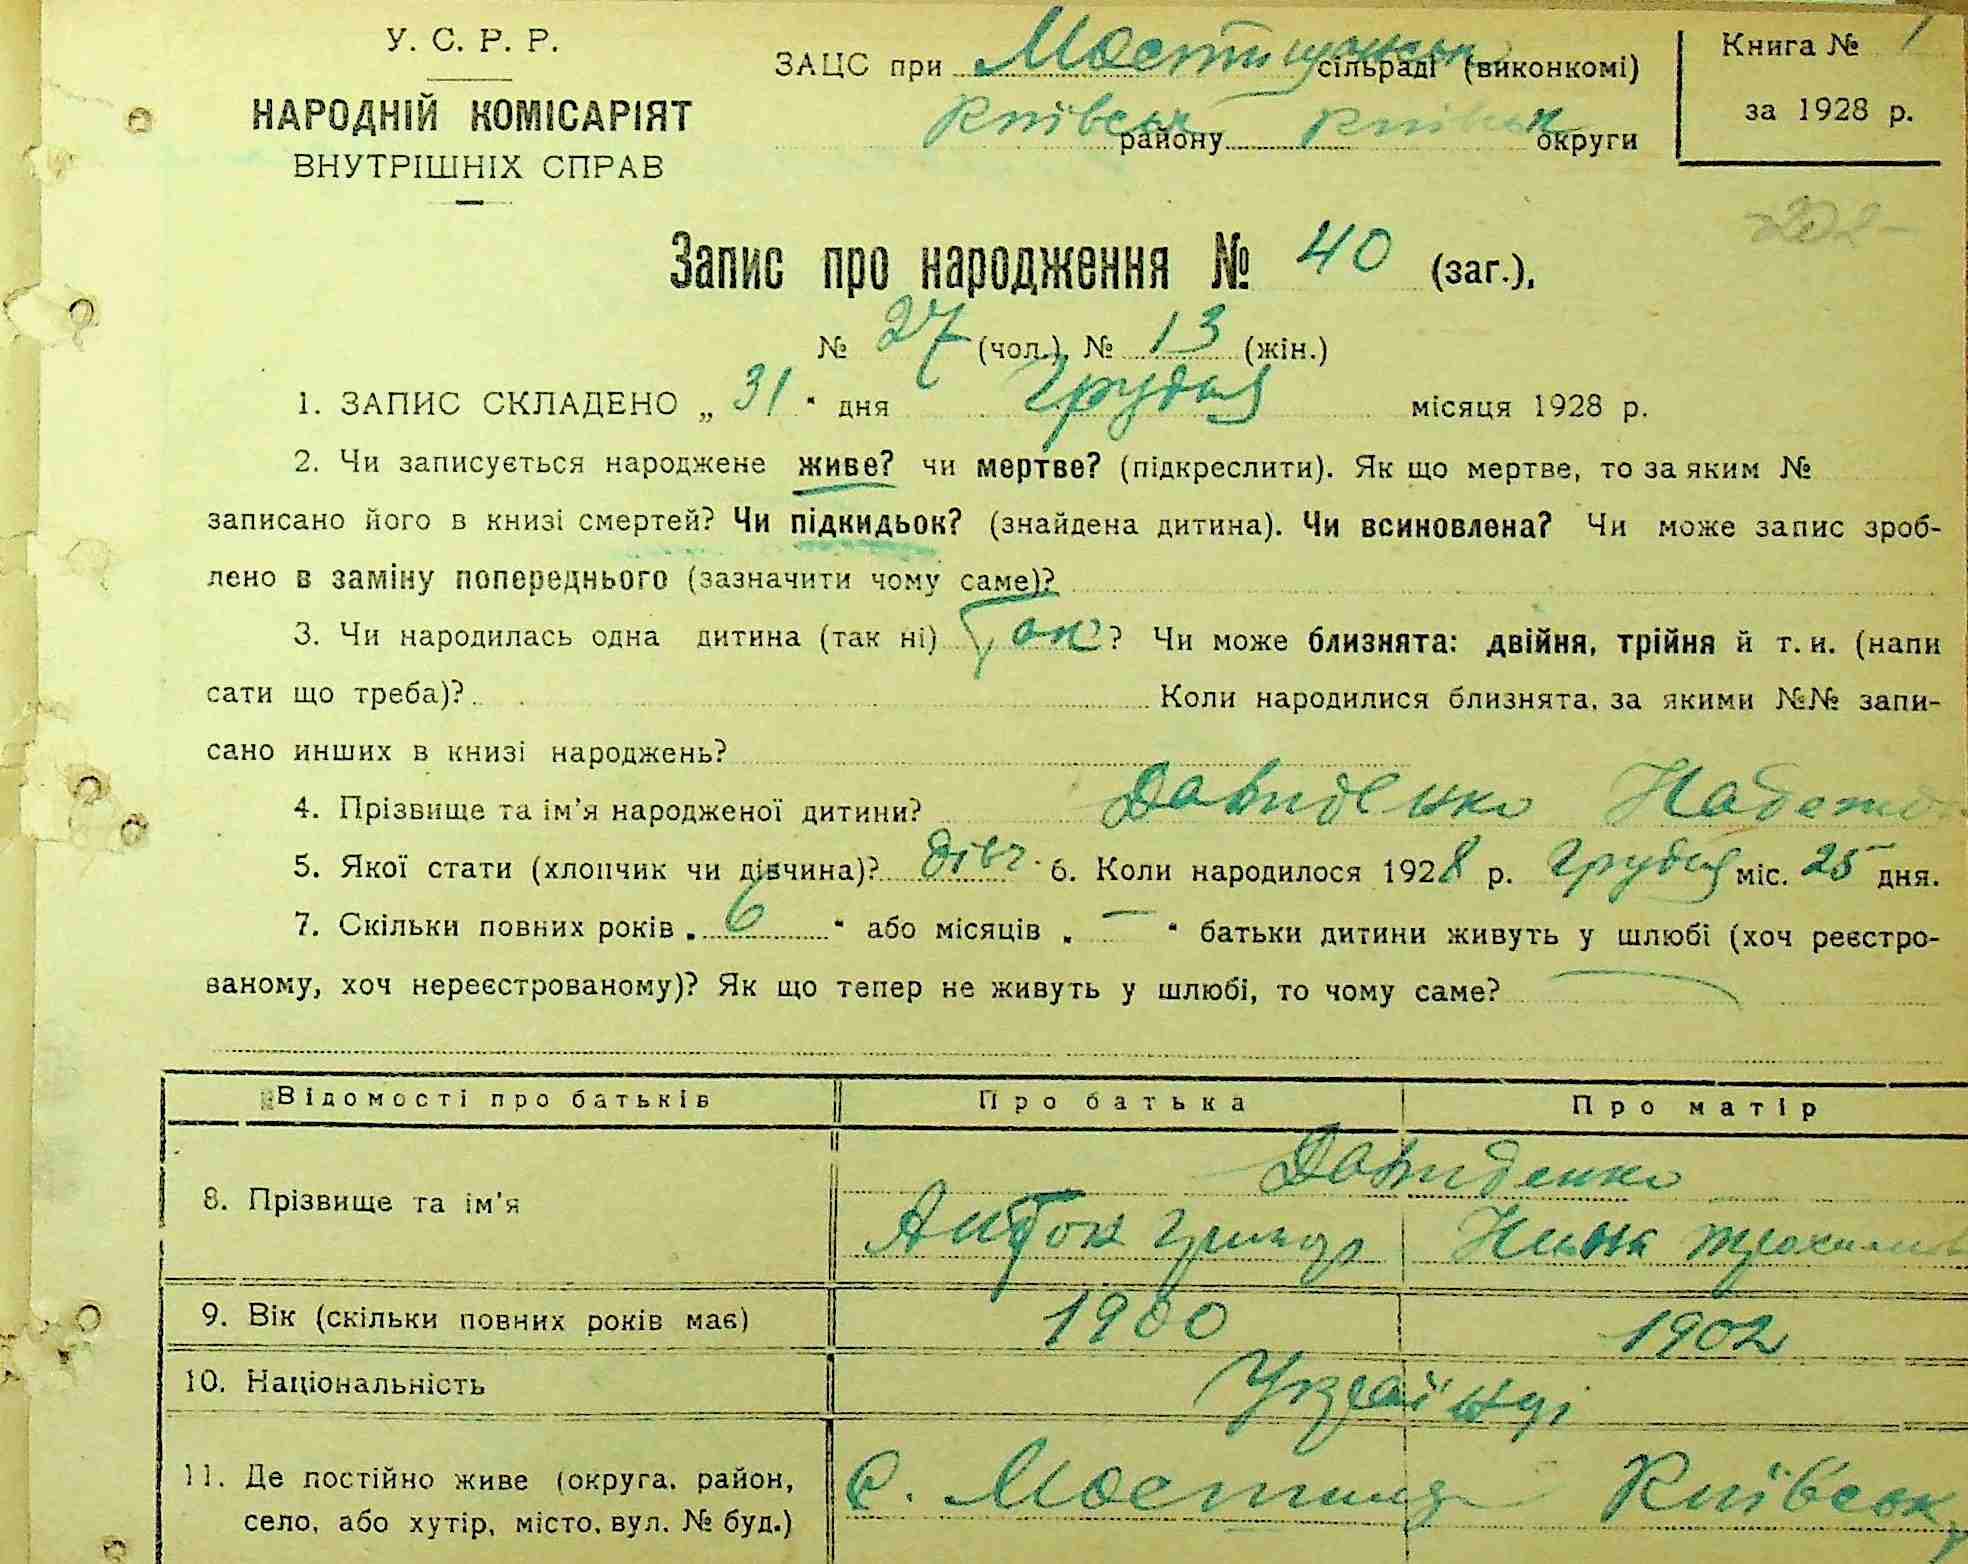 У. С. Р. Р.
НАРОДНІЙ КОМІСАРІЯТ
ВНУТРІШНІХ СПРАВ
ЗАЦС при Мостищанськ сільраді (виконкомі)
Київськ району Київськ округи
Книга № 1
за 1928 р.
202
Запис про народження № 40 (заг.),
№ 27 (чол.) № 13 (жін.)
1. ЗАПИС СКЛАДЕНО „ 31 " дня Грудня місяця 1928 р.
2. Чи записується народжене живе? чи мертве? (підкреслити). Як що мертве, то за яким №
записано його в книзі смертей? Чи підкидьок? (знайдена дитина). Чи всиновлена? Чи може запис зроб-
лено в заміну попереднього (зазначити чому саме)?
3. Чи народилась одна дитина (так ні) Так ? Чи може близнята: двійня, трійня й т. и. (напи
сати що треба)? Коли народилися близнята, за якими №№ запи-
сано инших в книзі народжень?
4. Прізвище та ім'я народженої дитини? Давиденко
5. Якої стати (хлопчик чи дівчина)? дівч. 6. Коли народилося 1928 р. Грудня міс. 25 дня.
7. Скільки повних років „ 6 " або місяців „ — " батьки дитини живуть у шлюбі (хоч реєстро-
ваному, хоч нереєстрованому)? Як що тепер не живуть у шлюбі, то чому саме? —
Відомості про батьків Про батька Про матір
Давиденко
8. Прізвище та ім'я
Антон Нина
9. Вік (скільки повних років має) 1900 1902
10. Національність Українці
11. Де постійно живе (округа, район, с. Мостища Київськ
село, або хутір, місто, вул. № буд.)